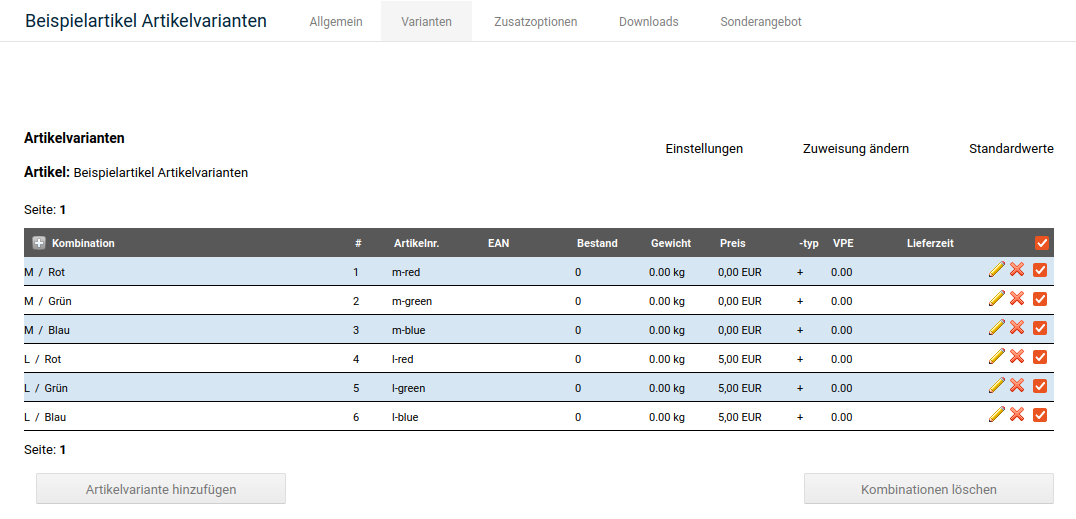 Beispielartikel Artikelvarianten Allgemein Varianten Zusatzoptionen Downloads Sonderangebot
Artikelvarianten
Einstellungen Zuweisung ändern Standardwerte
Artikel: Beispielartikel Artikelvarianten
Seite: 1
Kombination # Artikelnr. EAN Bestand Gewicht Preis -typ VPE Lieferzeit
M / Rot 1 m-red 0 0.00 kg 0,00 EUR + 0.00
M / Grün 2 m-green 0 0.00 kg 0,00 EUR + 0.00
M / Blau 3 m-blue 0 0.00 kg 0,00 EUR + 0.00
L / Rot 4 l-red 0 0.00 kg 5,00 EUR + 0.00
L / Grün 5 l-green 0 0.00 kg 5,00 EUR + 0.00
L / Blau 6 l-blue 0 0.00 kg 5,00 EUR + 0.00
Seite: 1
Artikelvariante hinzufügen Kombinationen löschen